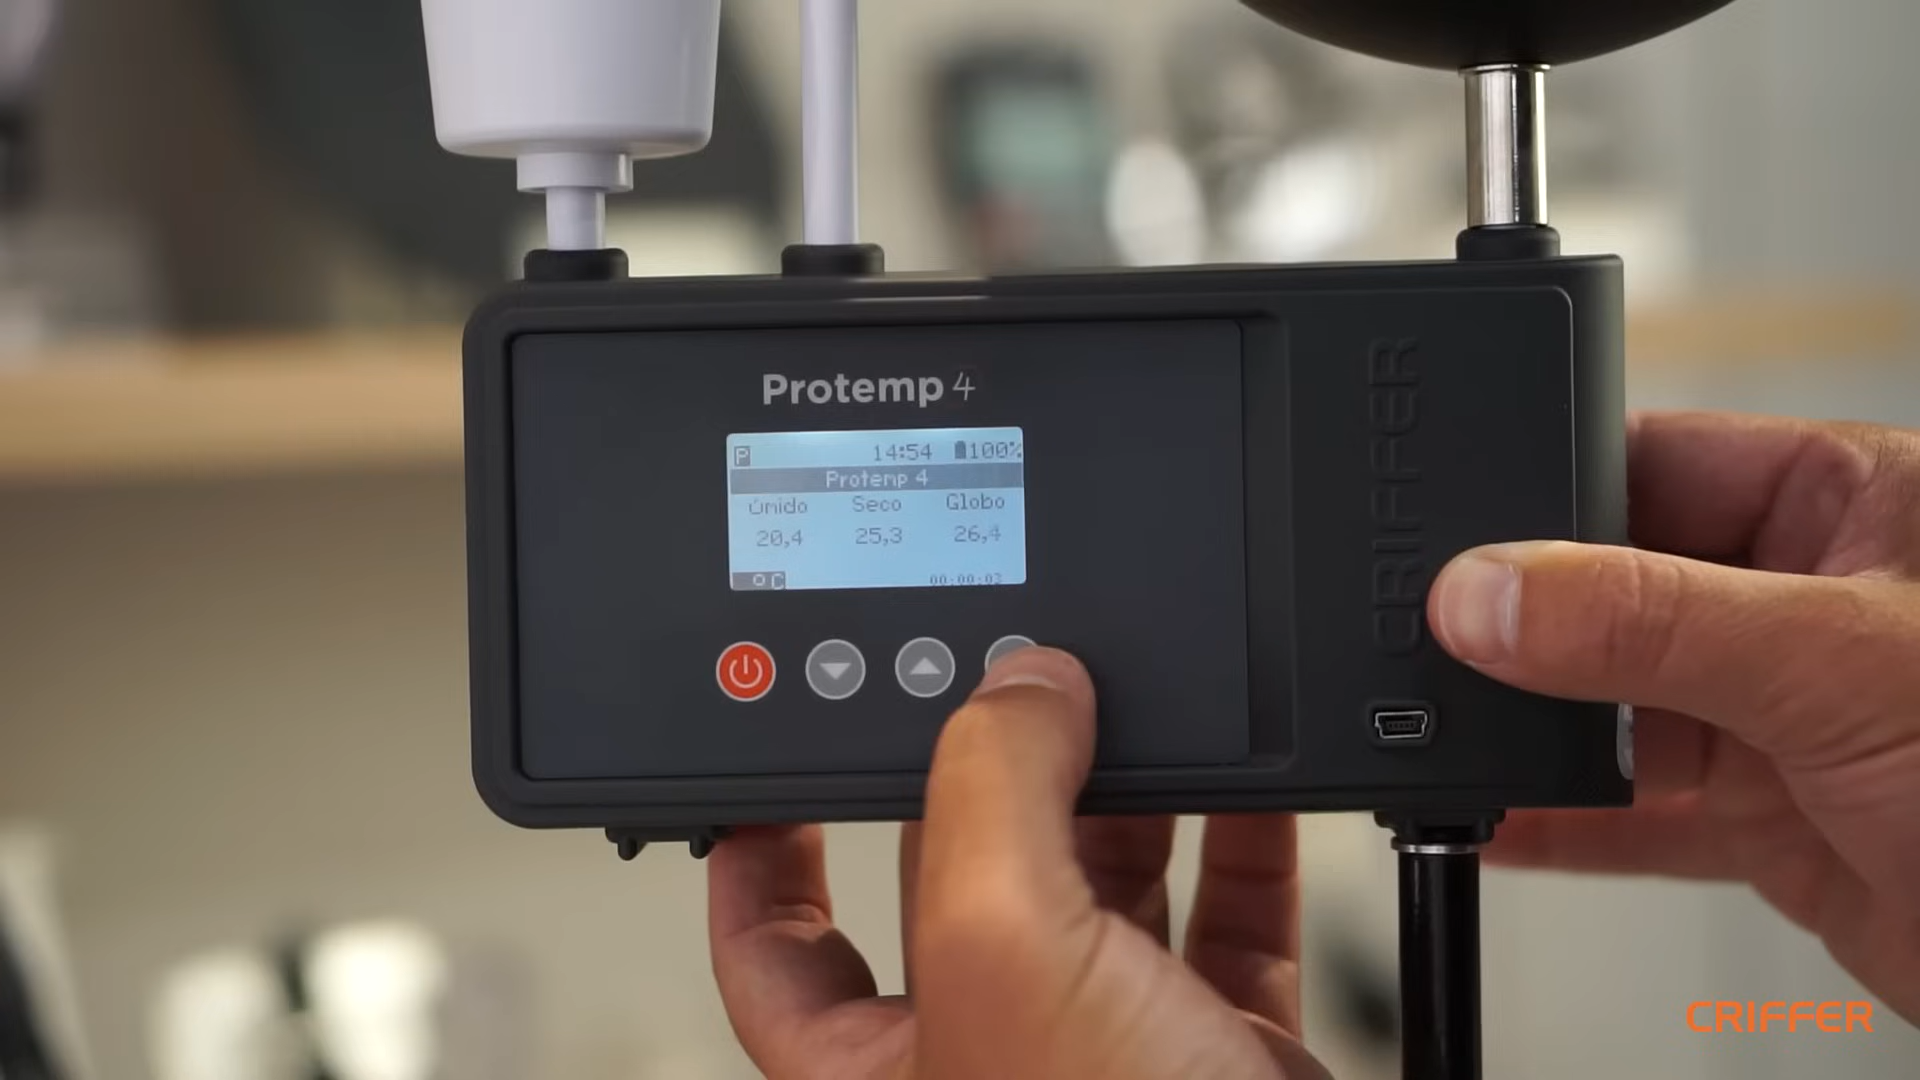 Protemp 4
P 14:54 100%
Protemp 4
Úmido Seco Globo
20,4 25,3 26,4
°C 00:00:02
CRIFFER
CRIFFER